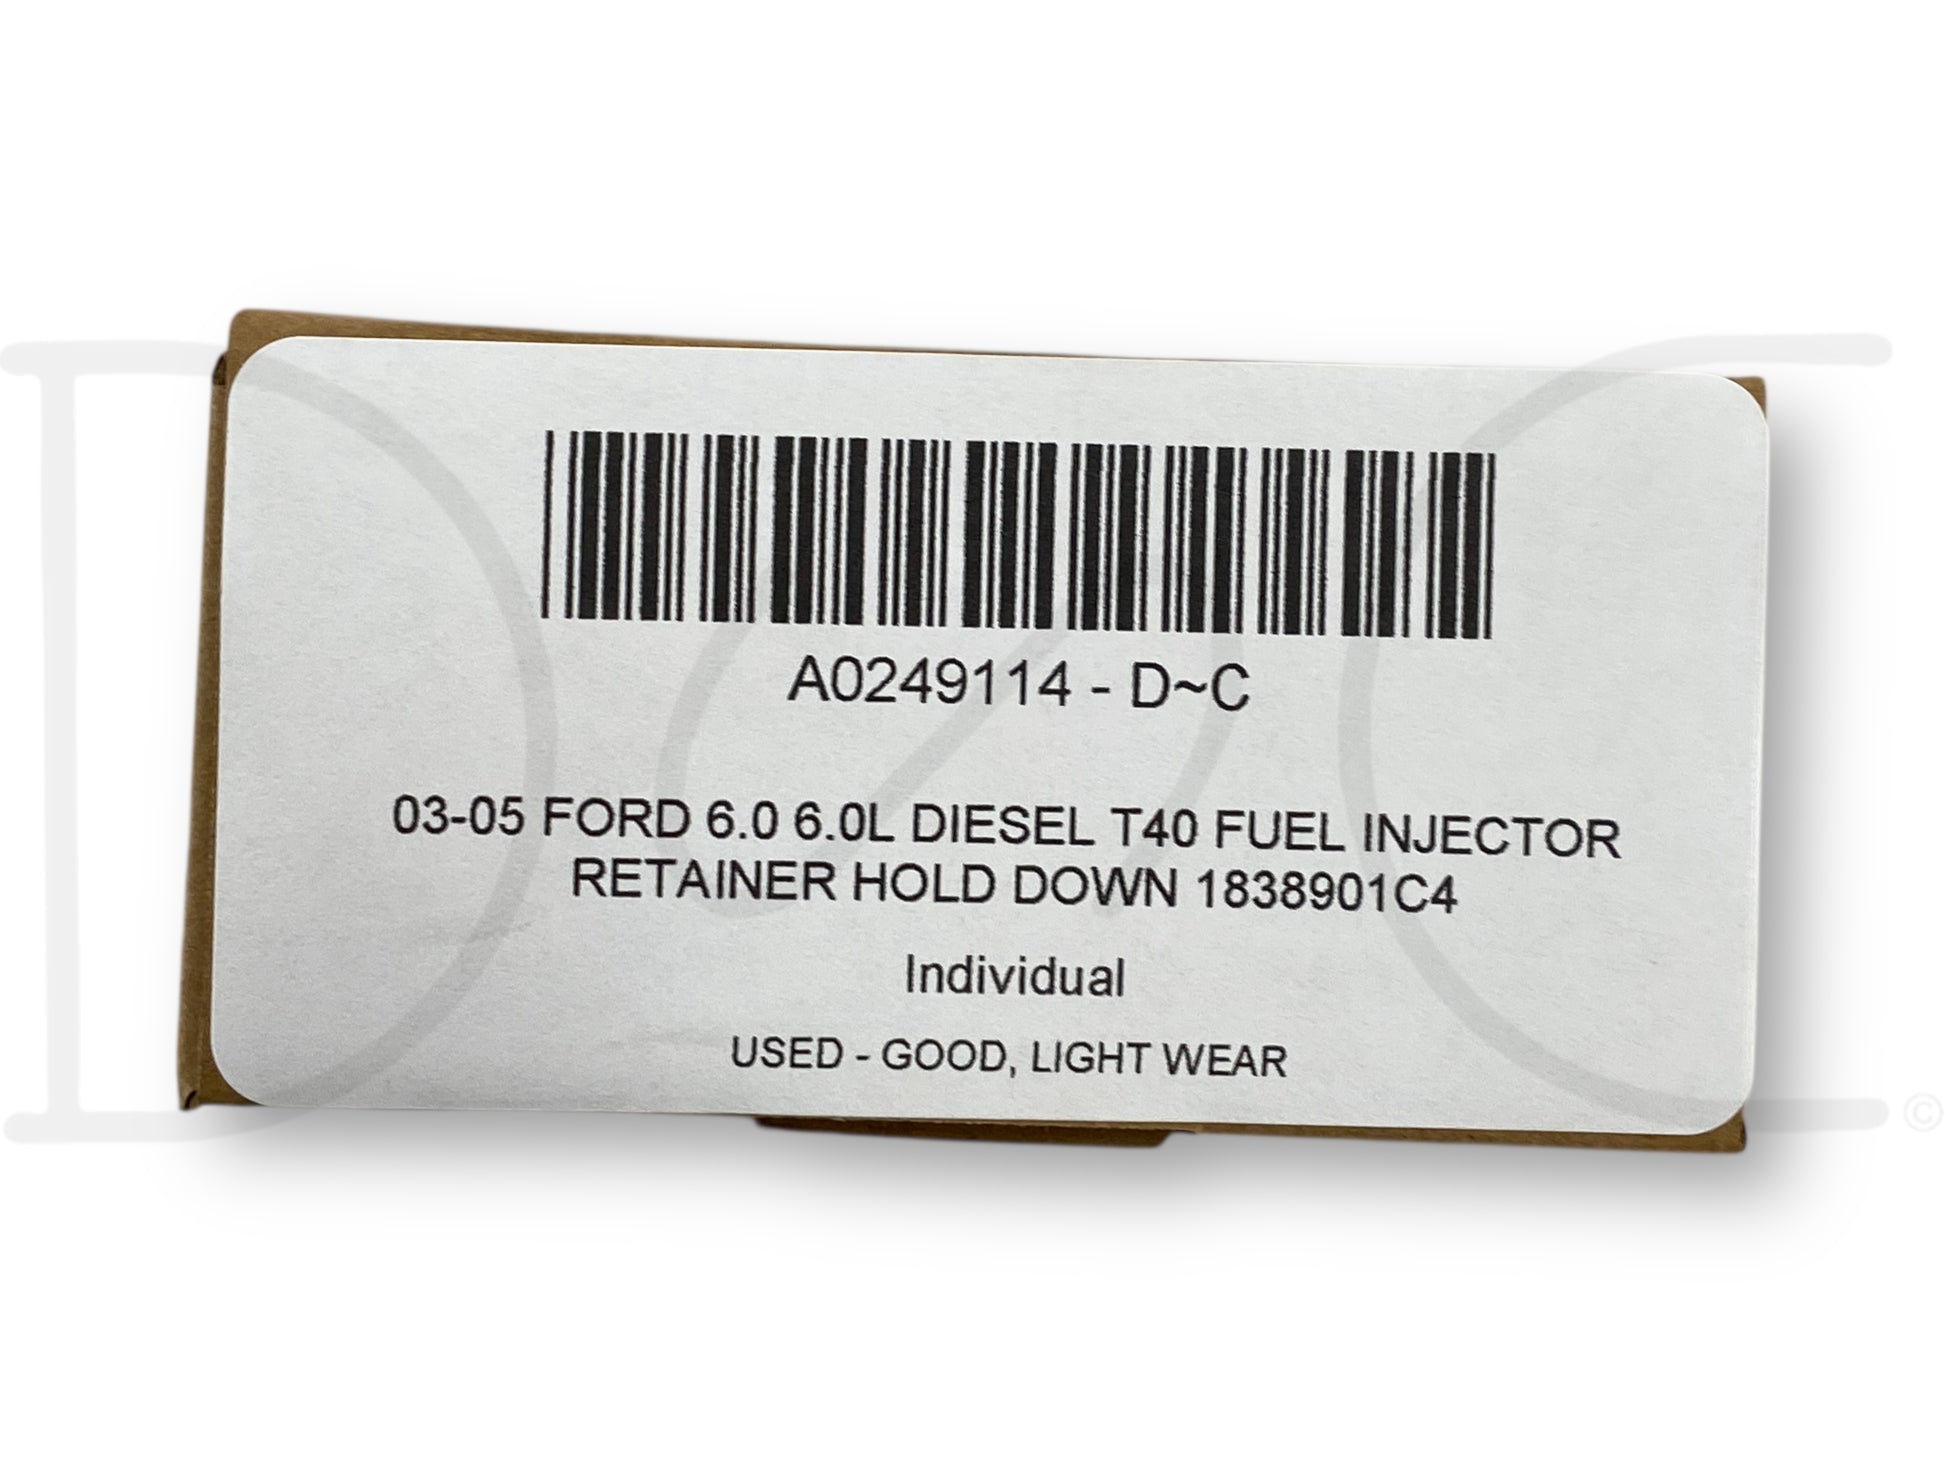 A0249114 - D~C
03-05 FORD 6.0 6.0L DIESEL T40 FUEL INJECTOR
RETAINER HOLD DOWN 1838901C4
Individual
USED - GOOD, LIGHT WEAR
©